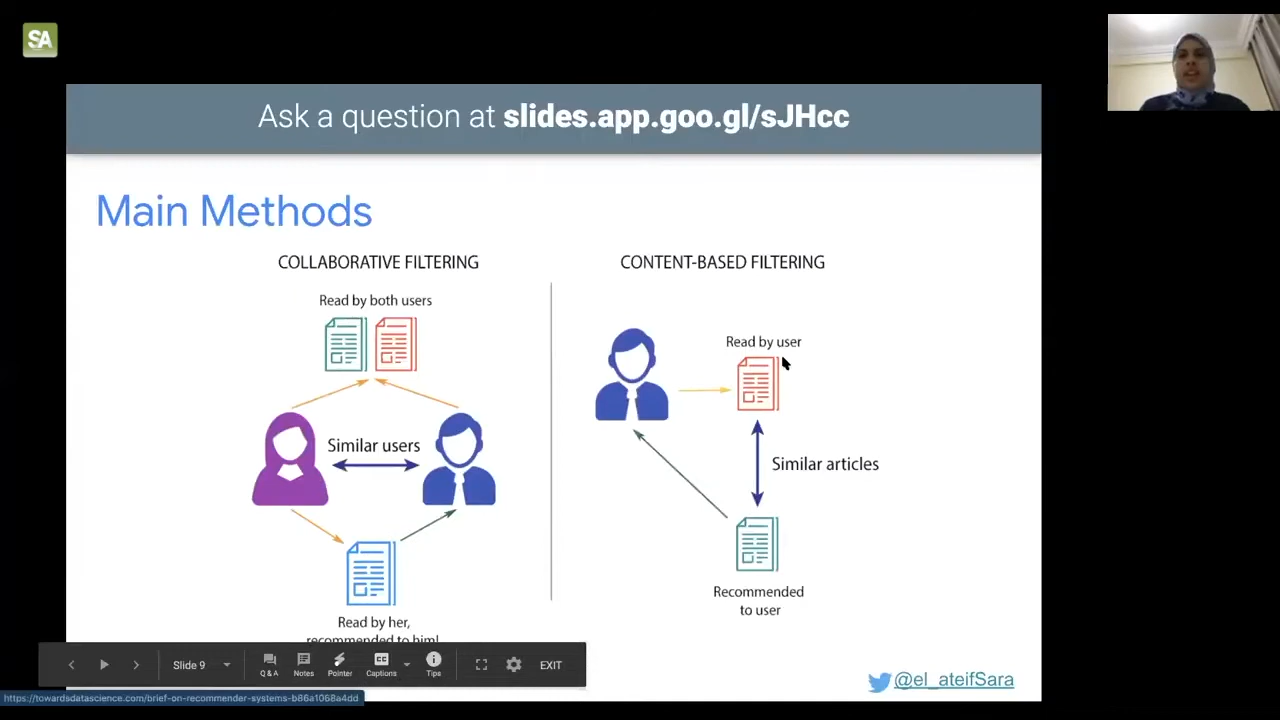 SA
Ask a question at slides.app.goo.gl/sJHcc
Main Methods
COLLABORATIVE FILTERING
Read by both users
Similar users
Read by her,
recommended to him!
CONTENT-BASED FILTERING
Read by user
Similar articles
Recommended
to user
Slide 9
Q & A
Notes
Pointer
CC
Captions
Tips
EXIT
@el_ateifSara
https://towardsdatascience.com/brief-on-recommender-systems-b86a1068a4dd